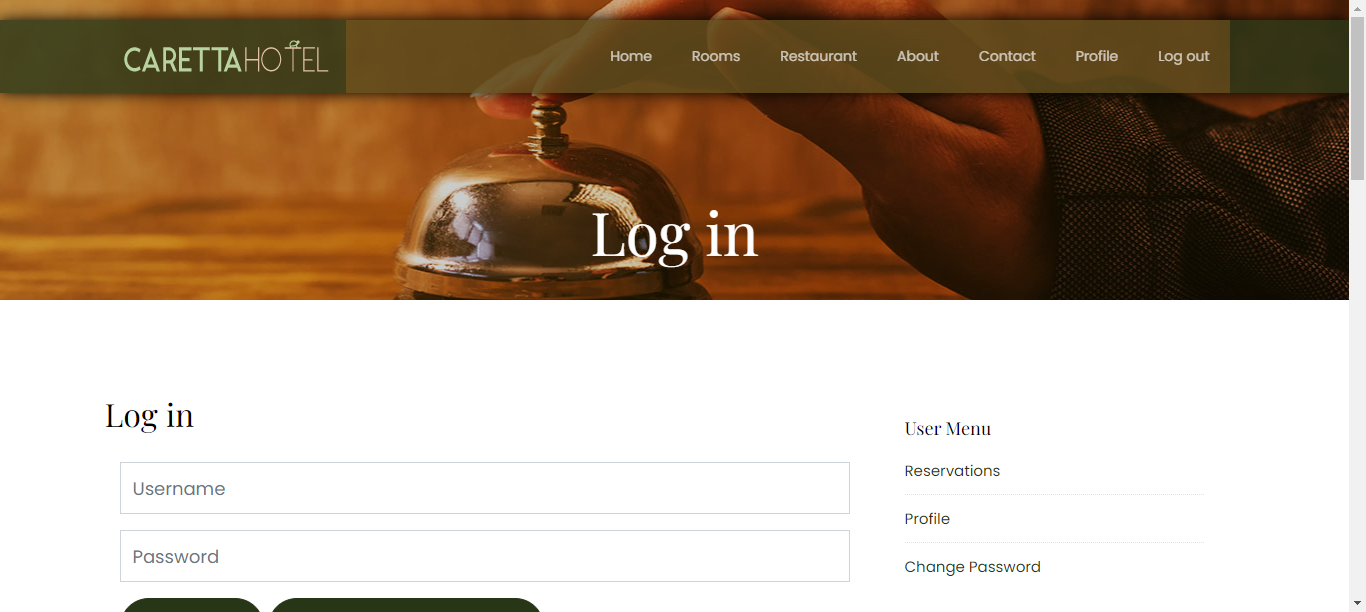 CARETTAHOTEL
Home Rooms Restaurant About Contact Profile Log out
Log in
Log in
Username
Password
User Menu
Reservations
Profile
Change Password